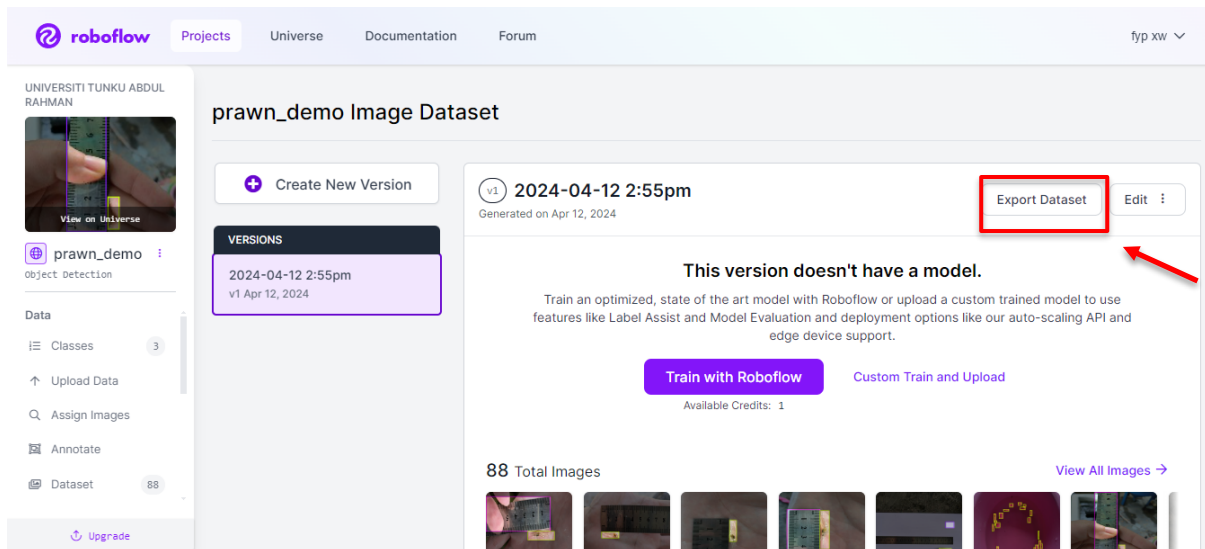 roboflow
Projects
Universe
Documentation
Forum
fyp xw
UNIVERSITI TUNKU ABDUL
RAHMAN
View on Universe
prawn_demo
Object Detection
Data
Classes 3
Upload Data
Assign Images
Annotate
Dataset 88
Upgrade
prawn_demo Image Dataset
Create New Version
VERSIONS
2024-04-12 2:55pm
v1 Apr 12, 2024
v1 2024-04-12 2:55pm
Generated on Apr 12, 2024
Export Dataset
Edit
This version doesn't have a model.
Train an optimized, state of the art model with Roboflow or upload a custom trained model to use
features like Label Assist and Model Evaluation and deployment options like our auto-scaling API and
edge device support.
Train with Roboflow
Custom Train and Upload
Available Credits: 1
88 Total Images
View All Images